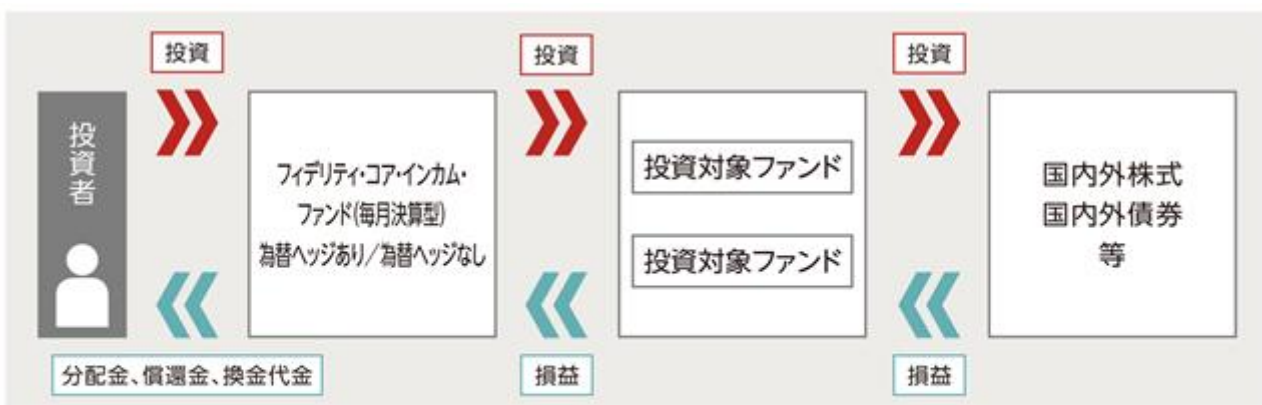 投資
投資
投資
投資者
フィデリティ・コア・インカム・
ファンド(毎月決算型)
為替ヘッジあり/為替ヘッジなし
投資対象ファンド
投資対象ファンド
国内外株式
国内外債券
等
分配金、償還金、換金代金
損益
損益